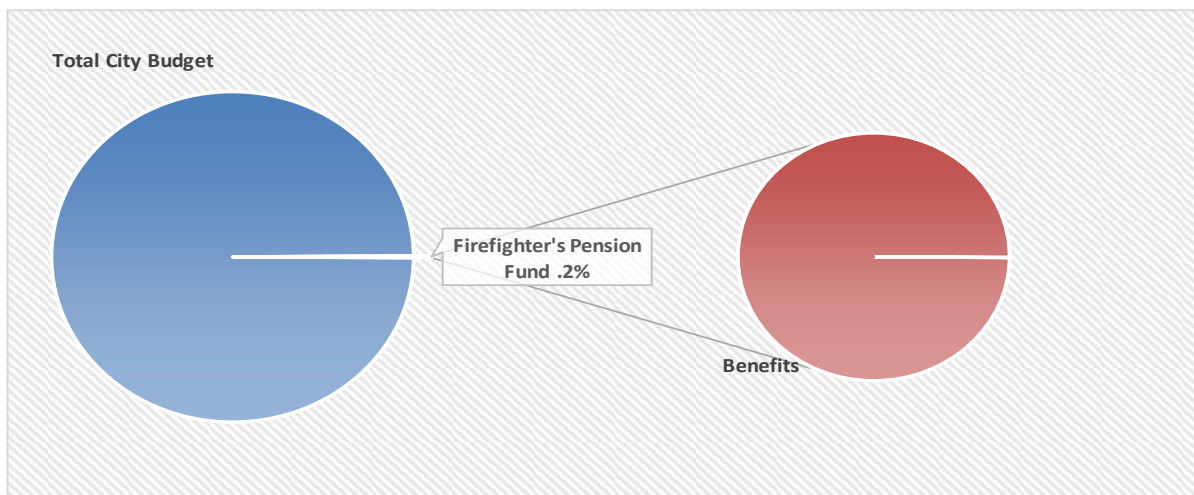 Total City Budget
Firefighter's Pension
Fund .2%
Benefits